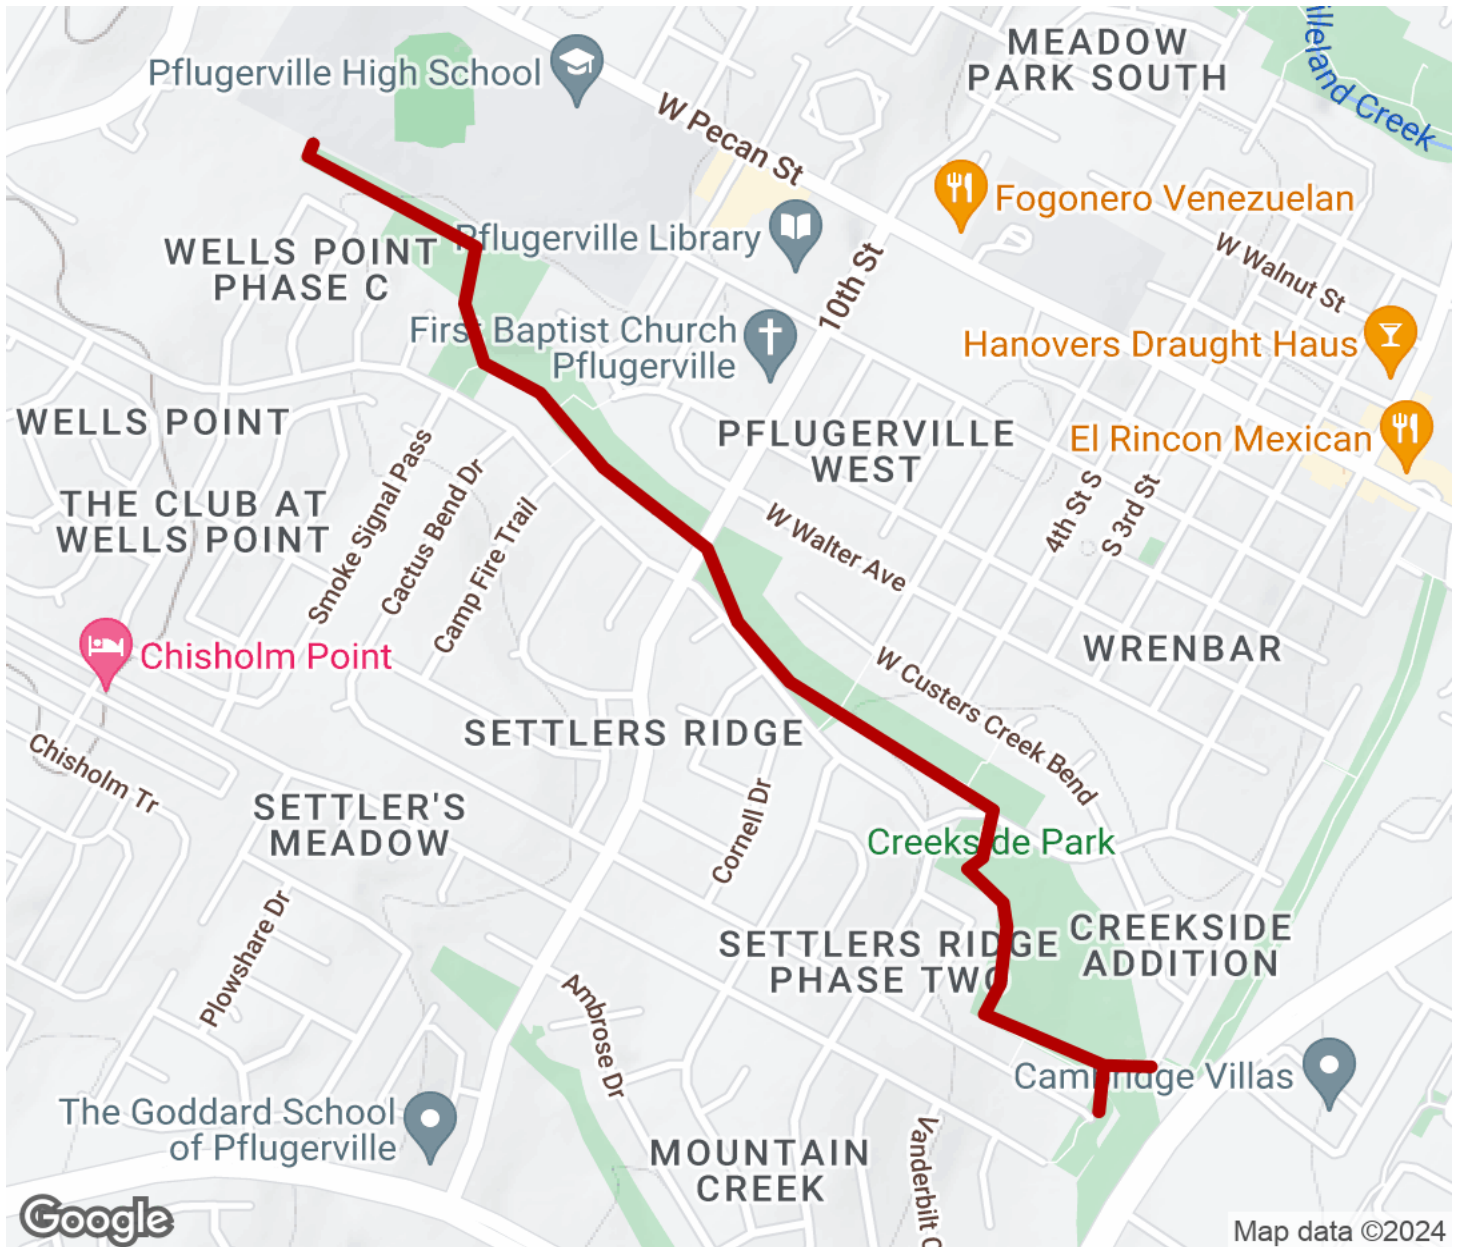 MEADOW
PARK SOUTH
illeland Creek
Pflugerville High School
W Pecan St
Fogonero Venezuelan
WELLS POINT
PHASE C
Pflugerville Library
10th St
W Walnut St
First Baptist Church
Pflugerville
Hanovers Draught Haus
WELLS POINT
PFLUGERVILLE
WEST
El Rincon Mexican
THE CLUB AT
WELLS POINT
Smoke Signal Pass
Cactus Bend Dr
Camp Fire Trail
W Walter Ave
4th St S
S 3rd St
Chisholm Point
WRENBAR
W Custers Creek Bend
SETTLERS RIDGE
Chisholm Tr
SETTLER'S
MEADOW
Cornell Dr
Creekside Park
Plowshare Dr
SETTLERS RIDGE
PHASE TWO
CREEKSIDE
ADDITION
Ambrose Dr
Cambridge Villas
The Goddard School
of Pflugerville
MOUNTAIN
CREEK
Vanderbilt C
Google
Map data ©2024